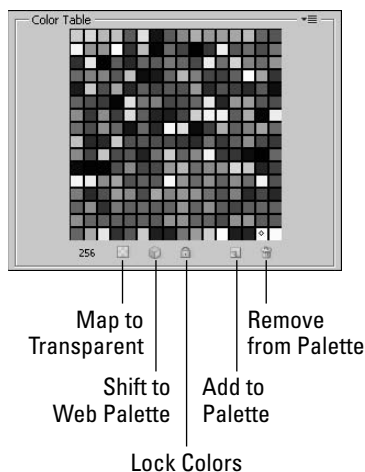 Color Table
256
Map to
Transparent
Remove
from Palette
Shift to
Web Palette
Add to
Palette
Lock Colors